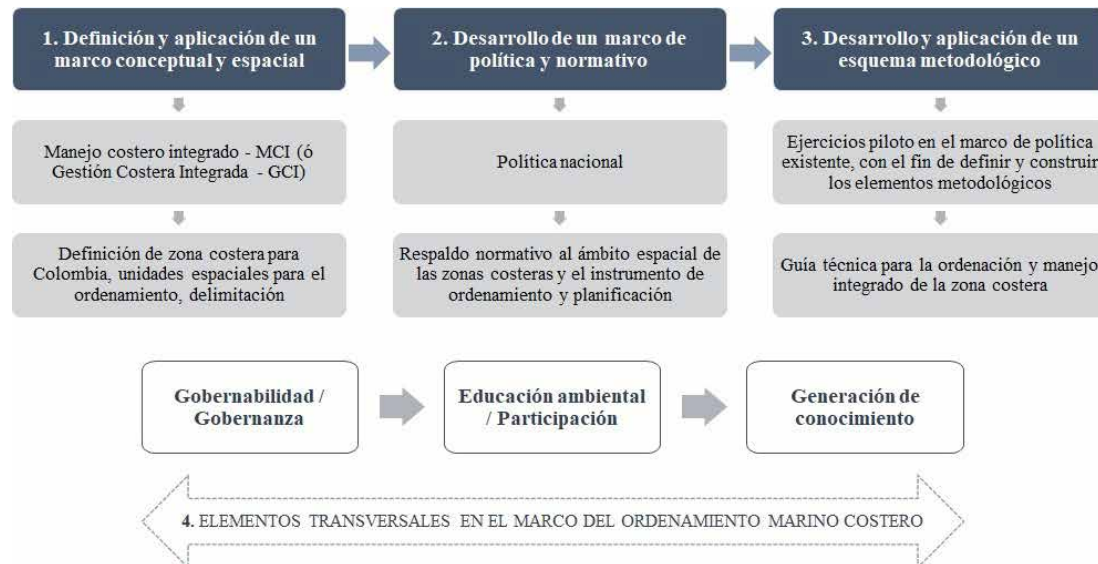 1. Definición y aplicación de un
marco conceptual y espacial
2. Desarrollo de un marco de
política y normativo
3. Desarrollo y aplicación de un
esquema metodológico
Manejo costero integrado - MCI (ó
Gestión Costera Integrada - GCI)
Política nacional
Ejercicios piloto en el marco de política
existente, con el fin de definir y construir
los elementos metodológicos
Definición de zona costera para
Colombia, unidades espaciales para el
ordenamiento, delimitación
Respaldo normativo al ámbito espacial de
las zonas costeras y el instrumento de
ordenamiento y planificación
Guía técnica para la ordenación y manejo
integrado de la zona costera
Gobernabilidad /
Gobernanza
Educación ambiental
/ Participación
Generación de
conocimiento
4. ELEMENTOS TRANSVERSALES EN EL MARCO DEL ORDENAMIENTO MARINO COSTERO